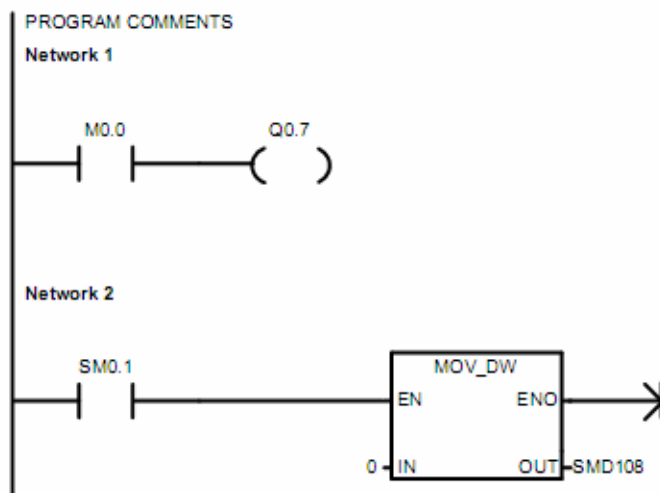 PROGRAM COMMENTS
Network 1
M0.0 Q0.7
Network 2
SM0.1 MOV_DW
EN ENO
0 IN OUT SMD108